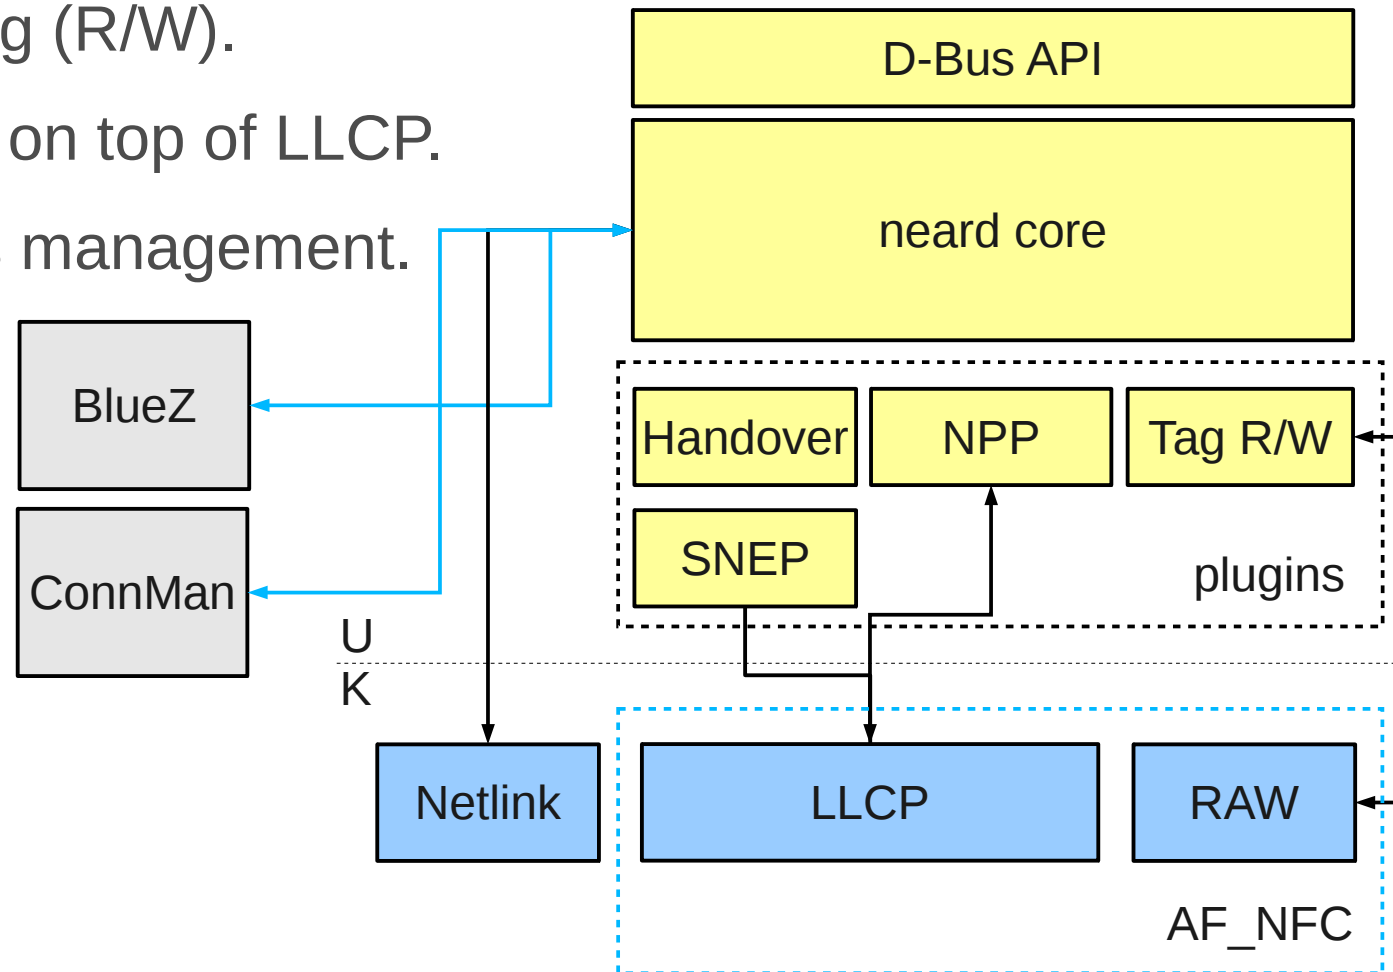 g (R/W).
on top of LLCP.
management.
D-Bus API
neard core
BlueZ
ConnMan
Handover
NPP
Tag R/W
SNEP
plugins
U
K
Netlink
LLCP
RAW
AF_NFC